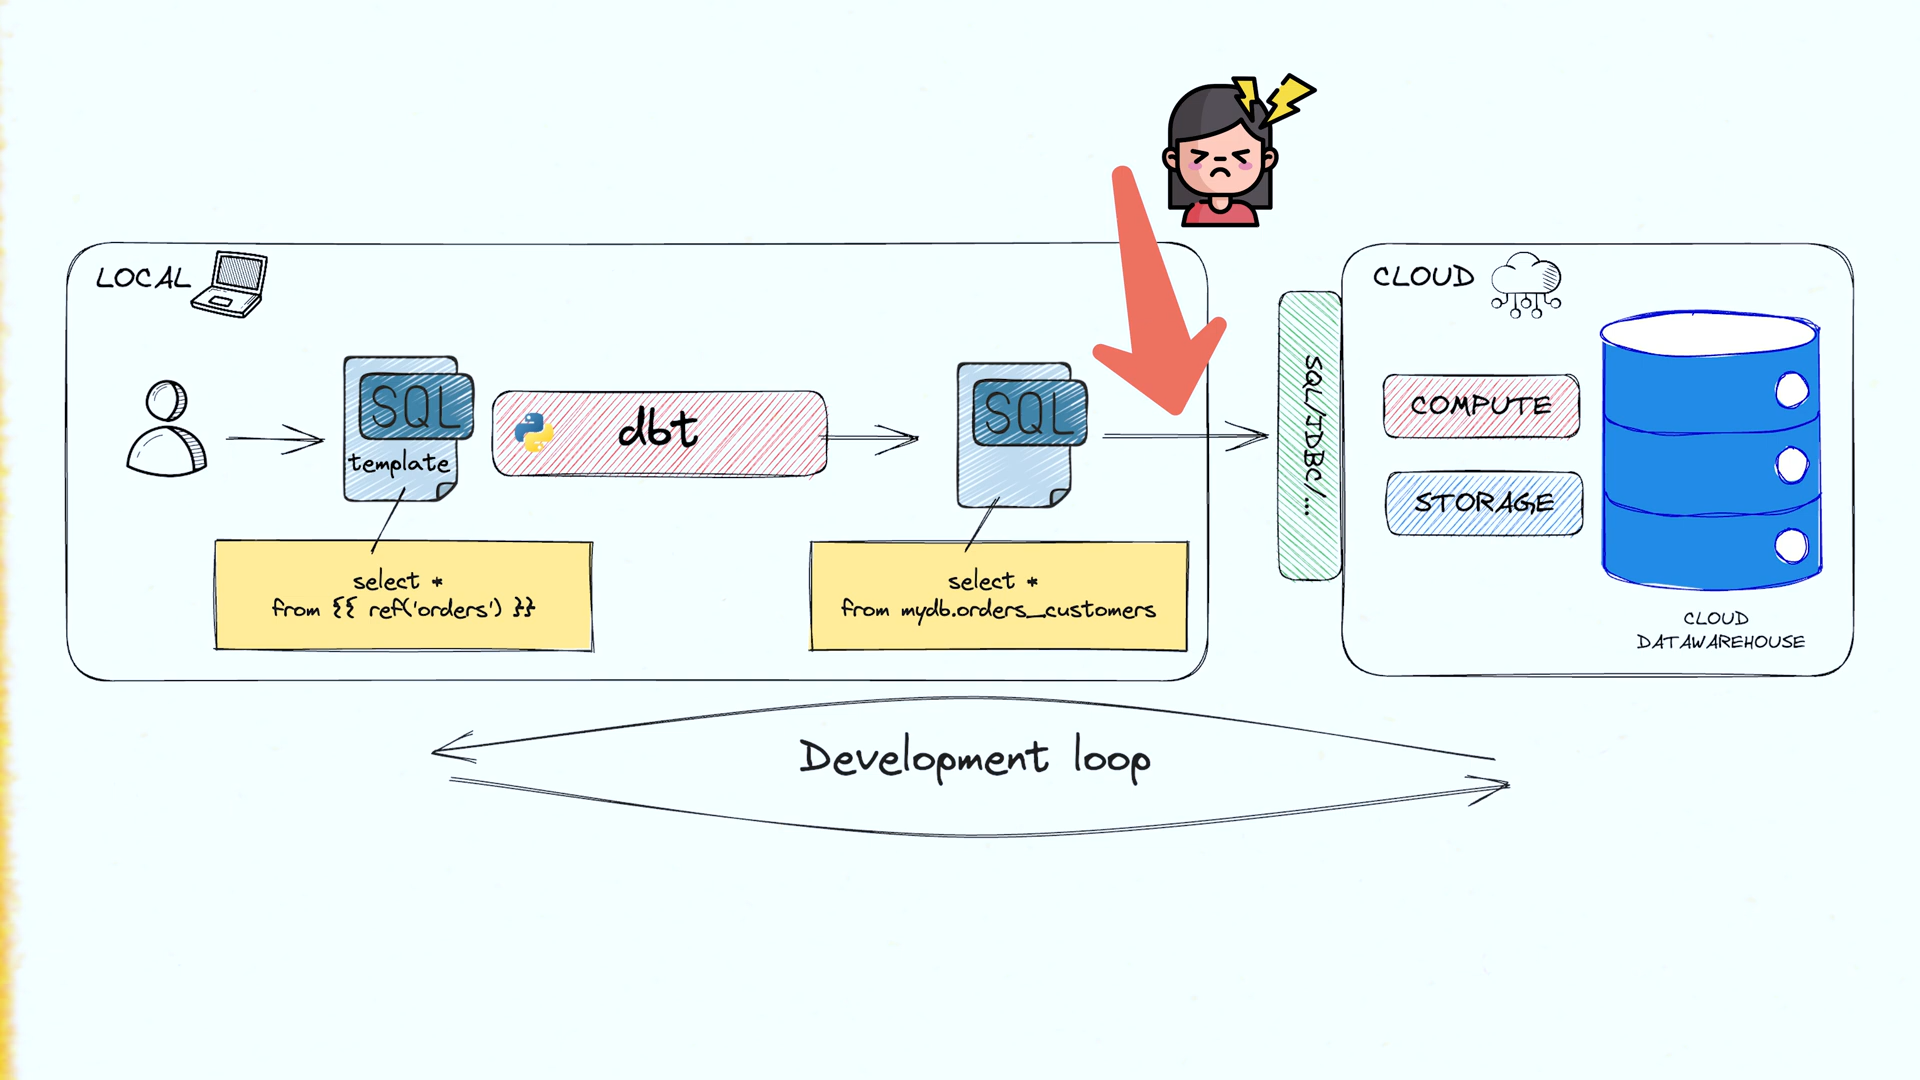 LOCAL
CLOUD
SQL
template
dbt
SQL
SQL/JDBC/...
COMPUTE
STORAGE
select *
from {{ ref('orders') }}
select *
from mydb.orders_customers
CLOUD
DATAWAREHOUSE
Development loop